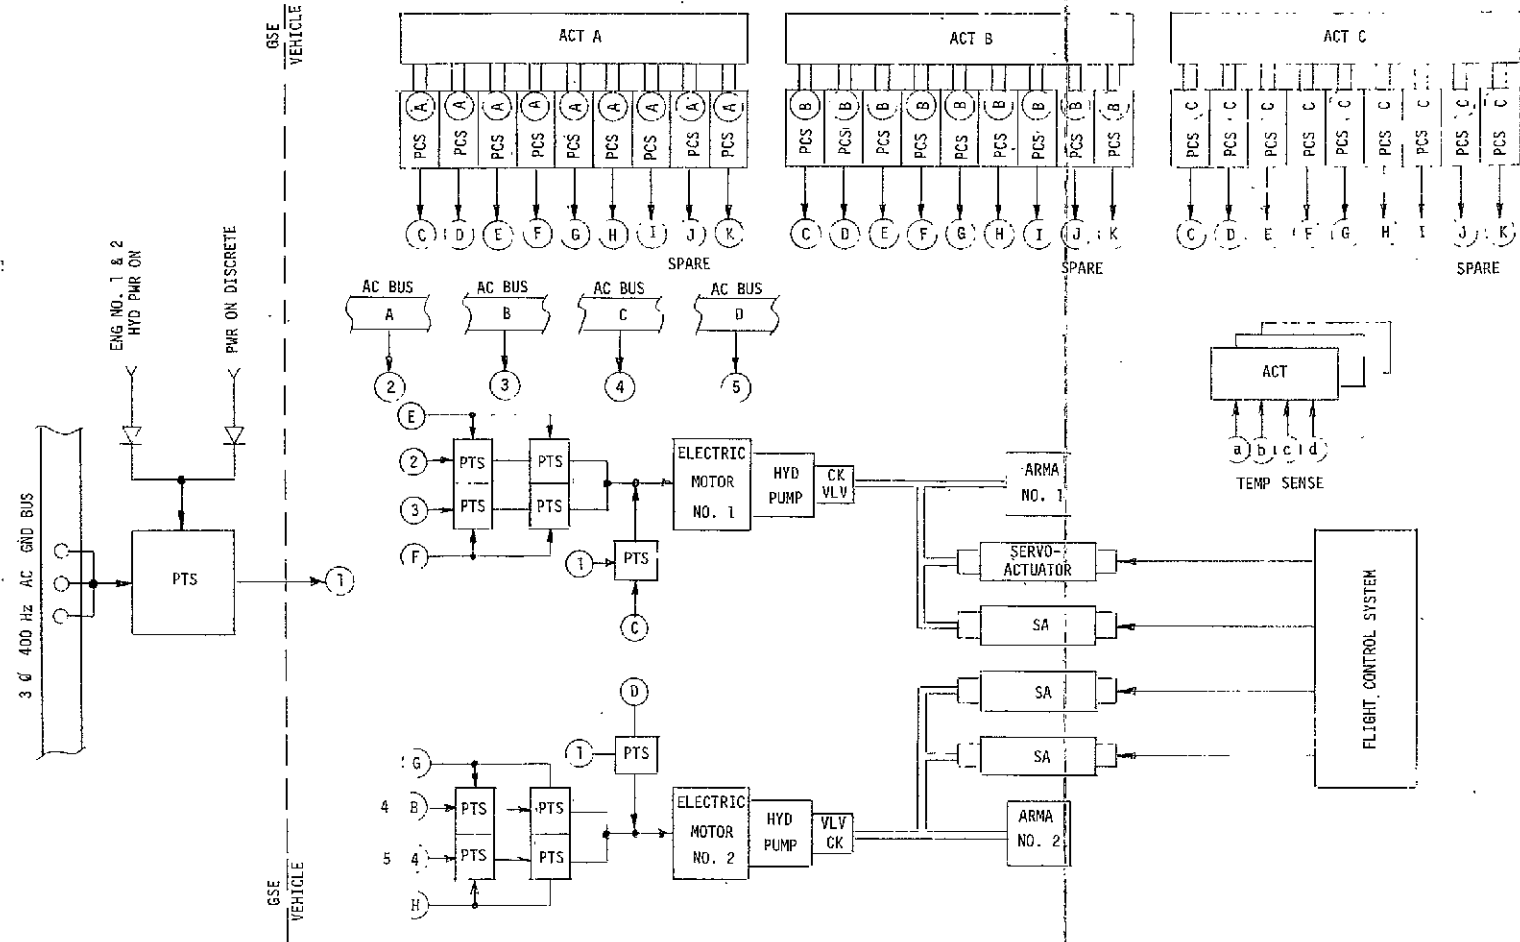 GSE
VEHICLE
ACT A
A A A A A A A A A
PCS PCS PCS PCS PCS PCS PCS PCS PCS
C D E F G H I J K
SPARE
ACT B
B B B B B B B B B
PCS PCS PCS PCS PCS PCS PCS PCS PCS
C D E F G H I J K
SPARE
ACT C
C C C C C C C C C
PCS PCS PCS PCS PCS PCS PCS PCS PCS
C D E F G H I J K
SPARE
ENG NO. 1 & 2
HYD PWR ON
PWR ON DISCRETE
3 Ø 400 Hz AC GND BUS
PTS
1
AC BUS
A
2
AC BUS
B
3
AC BUS
C
4
AC BUS
D
5
ACT
a b c d
TEMP SENSE
E
2
3
F
PTS
PTS
PTS
PTS
1
PTS
C
ELECTRIC
MOTOR
NO. 1
HYD
PUMP
CK
VLV
ARMA
NO. 1
SERVO-
ACTUATOR
SA
SA
SA
FLIGHT CONTROL SYSTEM
D
1
PTS
G
4 B
5 4
H
PTS
PTS
PTS
PTS
ELECTRIC
MOTOR
NO. 2
HYD
PUMP
VLV
CK
ARMA
NO. 2
GSE
VEHICLE